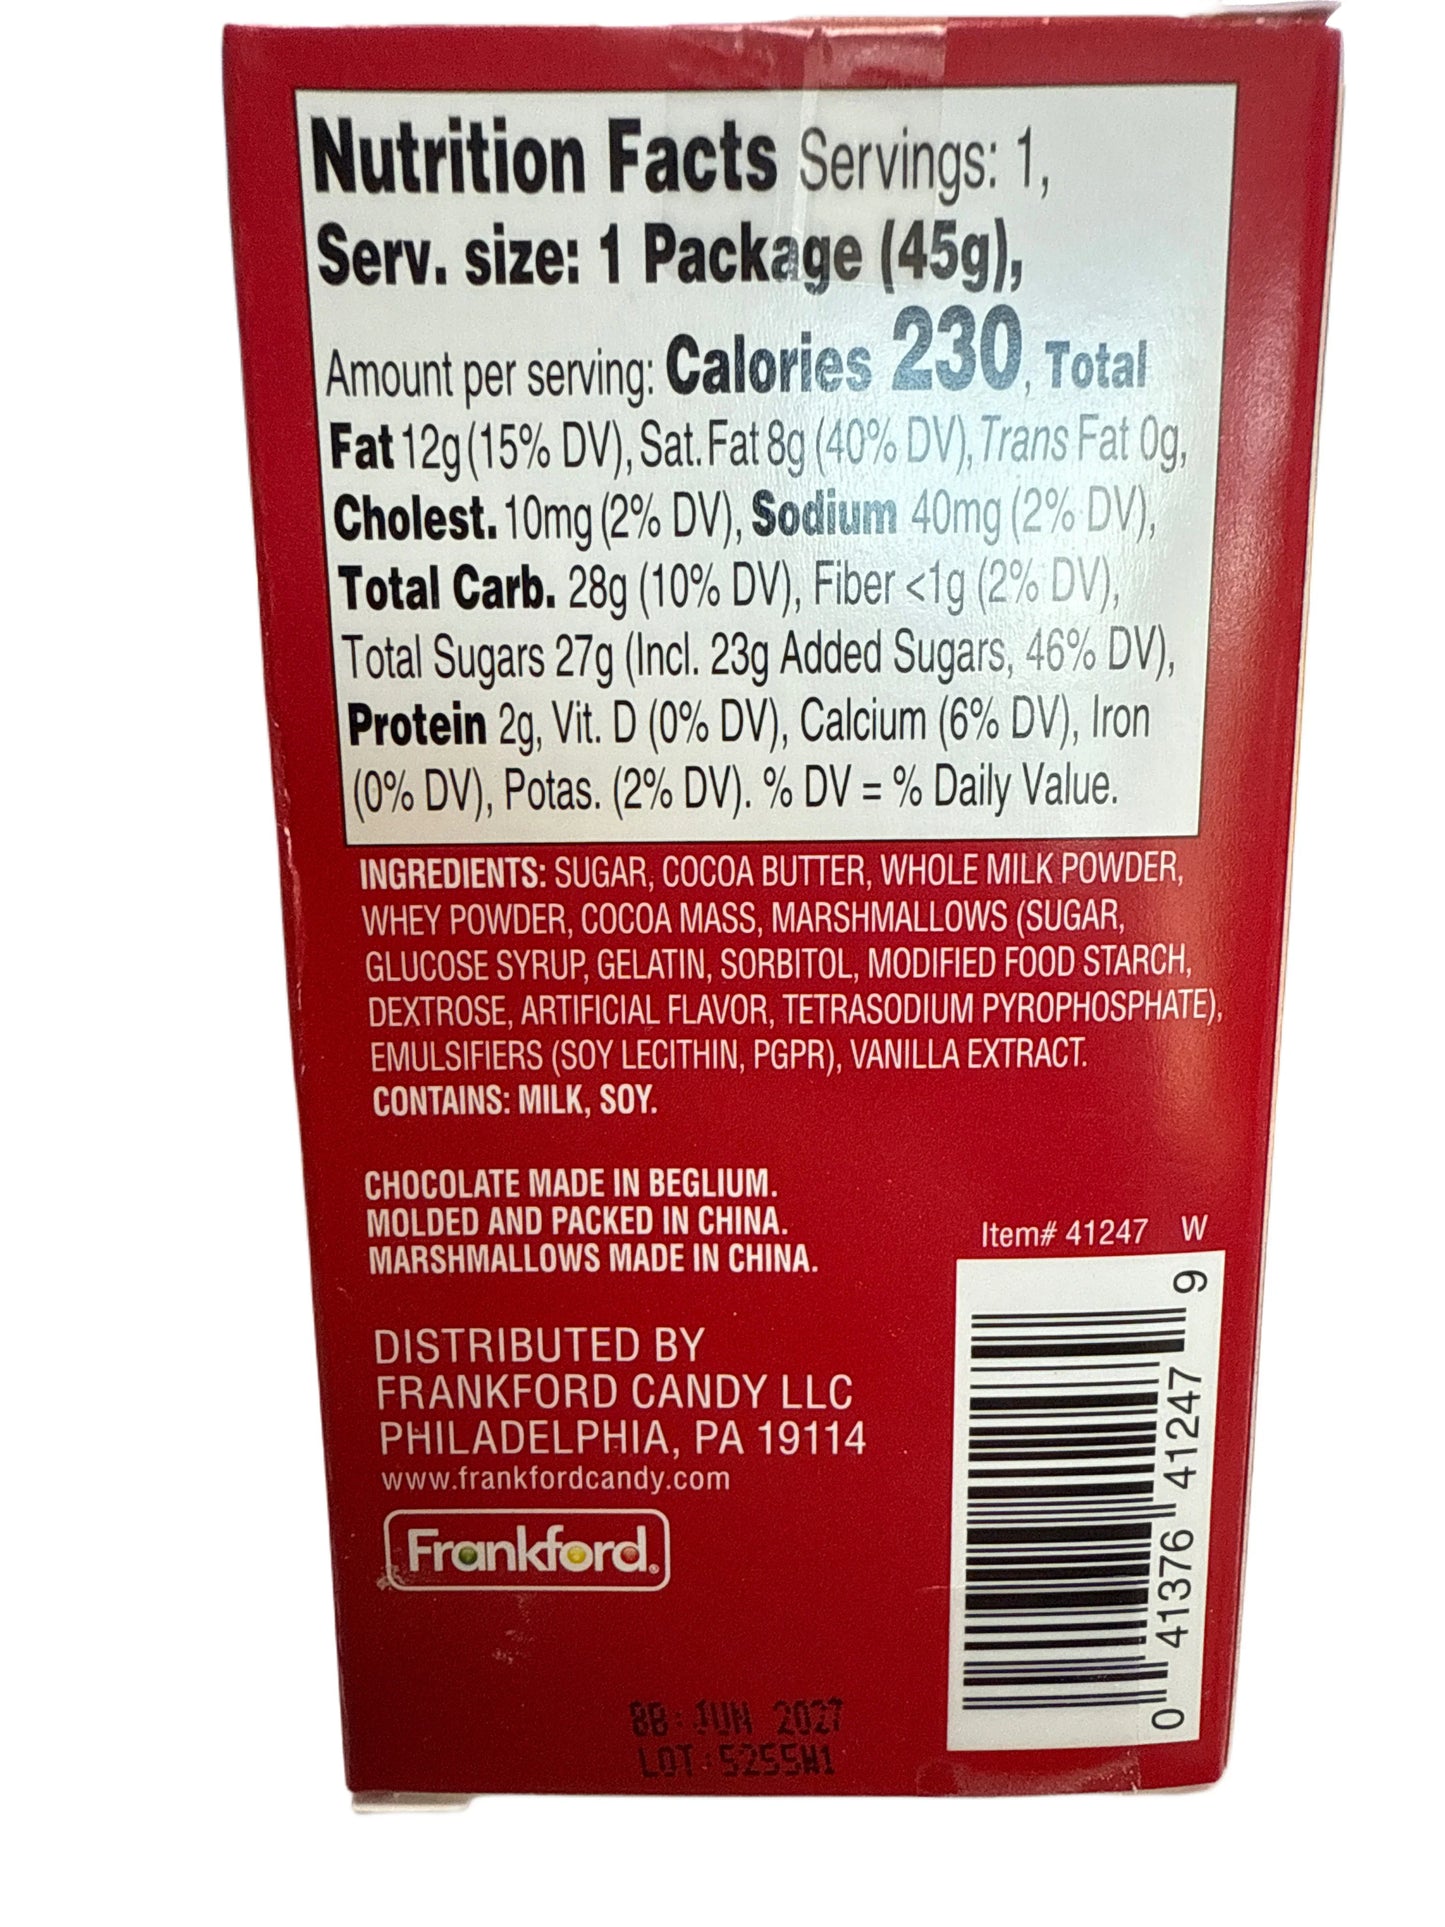 Nutrition Facts Servings: 1,
Serv. size: 1 Package (45g),
Amount per serving: Calories 230, Total
Fat 12g (15% DV), Sat. Fat 8g (40% DV), Trans Fat 0g,
Cholest. 10mg (2% DV), Sodium 40mg (2% DV),
Total Carb. 28g (10% DV), Fiber <1g (2% DV),
Total Sugars 27g (Incl. 23g Added Sugars, 46% DV),
Protein 2g, Vit. D (0% DV), Calcium (6% DV), Iron
(0% DV), Potas. (2% DV). % DV = % Daily Value.
INGREDIENTS: SUGAR, COCOA BUTTER, WHOLE MILK POWDER,
WHEY POWDER, COCOA MASS, MARSHMALLOWS (SUGAR,
GLUCOSE SYRUP, GELATIN, SORBITOL, MODIFIED FOOD STARCH,
DEXTROSE, ARTIFICIAL FLAVOR, TETRASODIUM PYROPHOSPHATE),
EMULSIFIERS (SOY LECITHIN, PGPR), VANILLA EXTRACT.
CONTAINS: MILK, SOY.
CHOCOLATE MADE IN BEGLIUM.
MOLDED AND PACKED IN CHINA.
MARSHMALLOWS MADE IN CHINA.
Item# 41247 W
DISTRIBUTED BY
FRANKFORD CANDY LLC
PHILADELPHIA, PA 19114
www.frankfordcandy.com
Frankford®
0 41376 41247 9
BB: JUN 2027
LOT: 5255W1